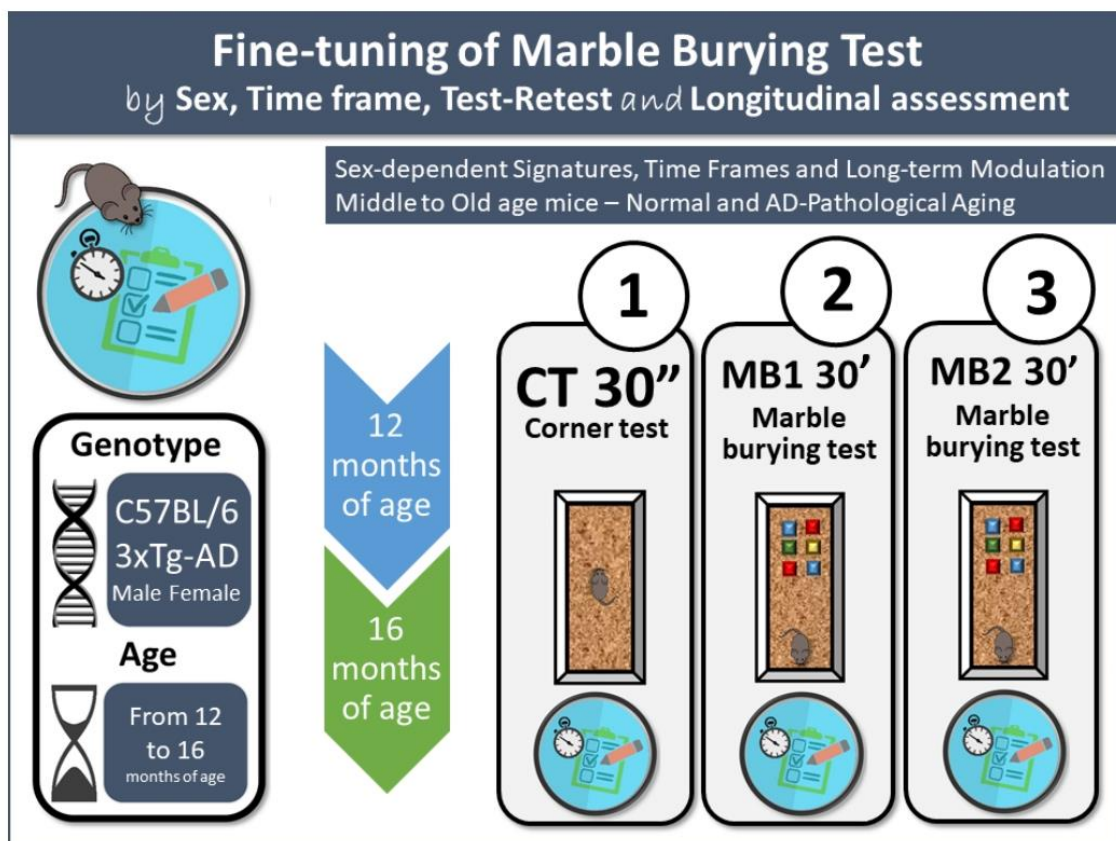 Fine-tuning of Marble Burying Test
by Sex, Time frame, Test-Retest and Longitudinal assessment
Sex-dependent Signatures, Time Frames and Long-term Modulation
Middle to Old age mice – Normal and AD-Pathological Aging
Genotype
C57BL/6
3xTg-AD
Male Female
Age
From 12
to 16
months of age
12
months
of age
16
months
of age
1
CT 30”
Corner test
2
MB1 30’
Marble
burying test
3
MB2 30’
Marble
burying test